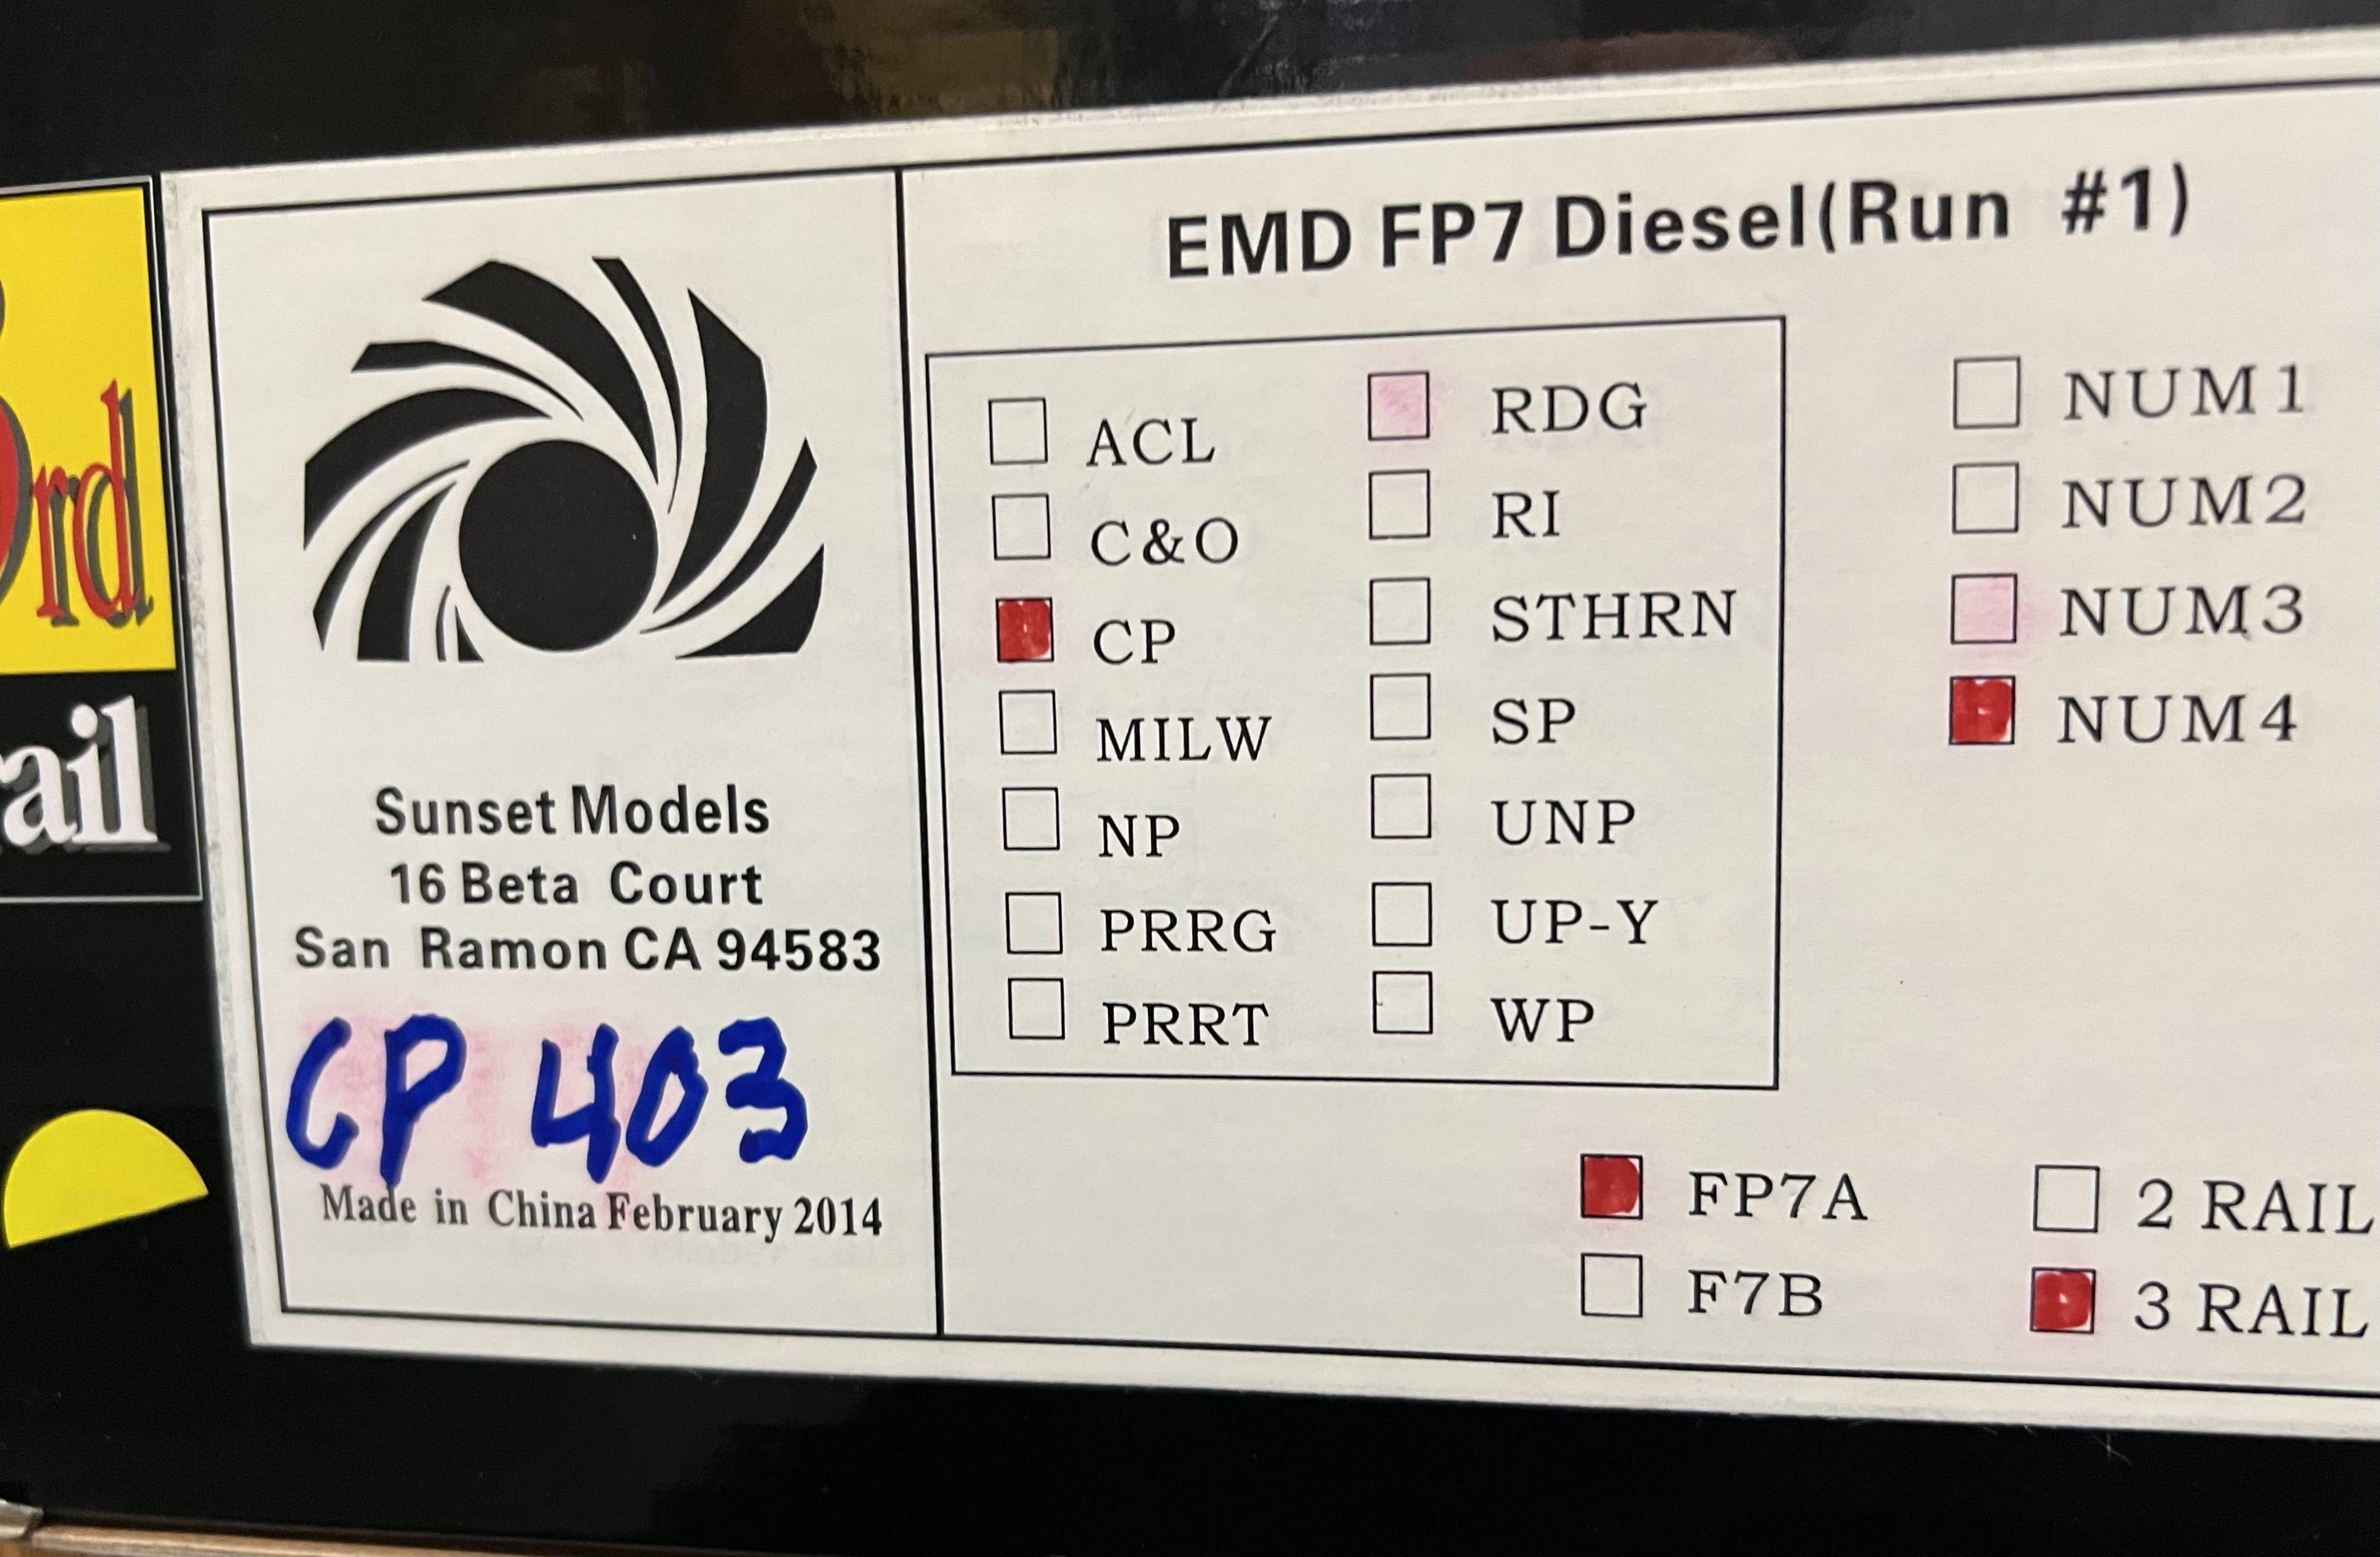 rd
ail
Sunset Models
16 Beta Court
San Ramon CA 94583
CP 403
Made in China February 2014
EMD FP7 Diesel(Run #1)
ACL
C&O
CP
MILW
NP
PRRG
PRRT
RDG
RI
STHRN
SP
UNP
UP-Y
WP
NUM1
NUM2
NUM3
NUM4
FP7A
F7B
2 RAIL
3 RAIL